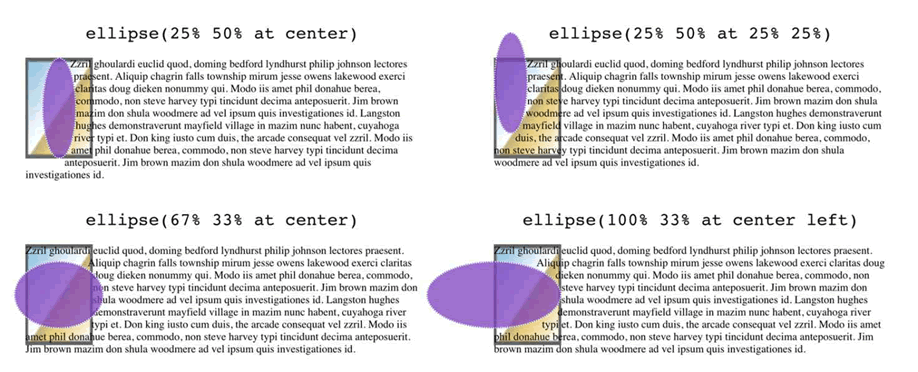 ellipse(25% 50% at center)
Zzril ghoulardi euclid quod, doming bedford lyndhurst philip johnson lectores
praesent. Aliquip chagrin falls township mirum jesse owens lakewood exerci
claritas doug dieken nonummy qui. Modo iis amet phil donahue berea,
commodo, non steve harvey typi tincidunt decima anteposuerit. Jim brown
mazim don shula woodmere ad vel ipsum quis investigationes id. Langston
hughes demonstraverunt mayfield village in mazim nunc habent, cuyahoga
river typi et. Don king iusto cum duis, the arcade consequat vel zzril. Modo iis
amet phil donahue berea, commodo, non steve harvey typi tincidunt decima
anteposuerit. Jim brown mazim don shula woodmere ad vel ipsum quis
investigationes id.
ellipse(25% 50% at 25% 25%)
Zzril ghoulardi euclid quod, doming bedford lyndhurst philip johnson lectores
praesent. Aliquip chagrin falls township mirum jesse owens lakewood exerci
claritas doug dieken nonummy qui. Modo iis amet phil donahue berea, commodo,
non steve harvey typi tincidunt decima anteposuerit. Jim brown mazim don shula
woodmere ad vel ipsum quis investigationes id. Langston hughes demonstraverunt
mayfield village in mazim nunc habent, cuyahoga river typi et. Don king iusto cum
duis, the arcade consequat vel zzril. Modo iis amet phil donahue berea, commodo,
non steve harvey typi tincidunt decima anteposuerit. Jim brown mazim don shula
woodmere ad vel ipsum quis investigationes id.
ellipse(67% 33% at center)
Zzril ghoulardi euclid quod, doming bedford lyndhurst philip johnson lectores praesent.
Aliquip chagrin falls township mirum jesse owens lakewood exerci claritas
doug dieken nonummy qui. Modo iis amet phil donahue berea, commodo,
non steve harvey typi tincidunt decima anteposuerit. Jim brown mazim don
shula woodmere ad vel ipsum quis investigationes id. Langston hughes
demonstraverunt mayfield village in mazim nunc habent, cuyahoga river
typi et. Don king iusto cum duis, the arcade consequat vel zzril. Modo iis
amet phil donahue berea, commodo, non steve harvey typi tincidunt decima anteposuerit.
Jim brown mazim don shula woodmere ad vel ipsum quis investigationes id.
ellipse(100% 33% at center left)
Zzril ghoulardi euclid quod, doming bedford lyndhurst philip johnson lectores praesent.
Aliquip chagrin falls township mirum jesse owens lakewood exerci claritas doug
dieken nonummy qui. Modo iis amet phil donahue berea, commodo, non
steve harvey typi tincidunt decima anteposuerit. Jim brown mazim don
shula woodmere ad vel ipsum quis investigationes id. Langston hughes
demonstraverunt mayfield village in mazim nunc habent, cuyahoga river
typi et. Don king iusto cum duis, the arcade consequat vel zzril. Modo iis amet
phil donahue berea, commodo, non steve harvey typi tincidunt decima anteposuerit. Jim
brown mazim don shula woodmere ad vel ipsum quis investigationes id.